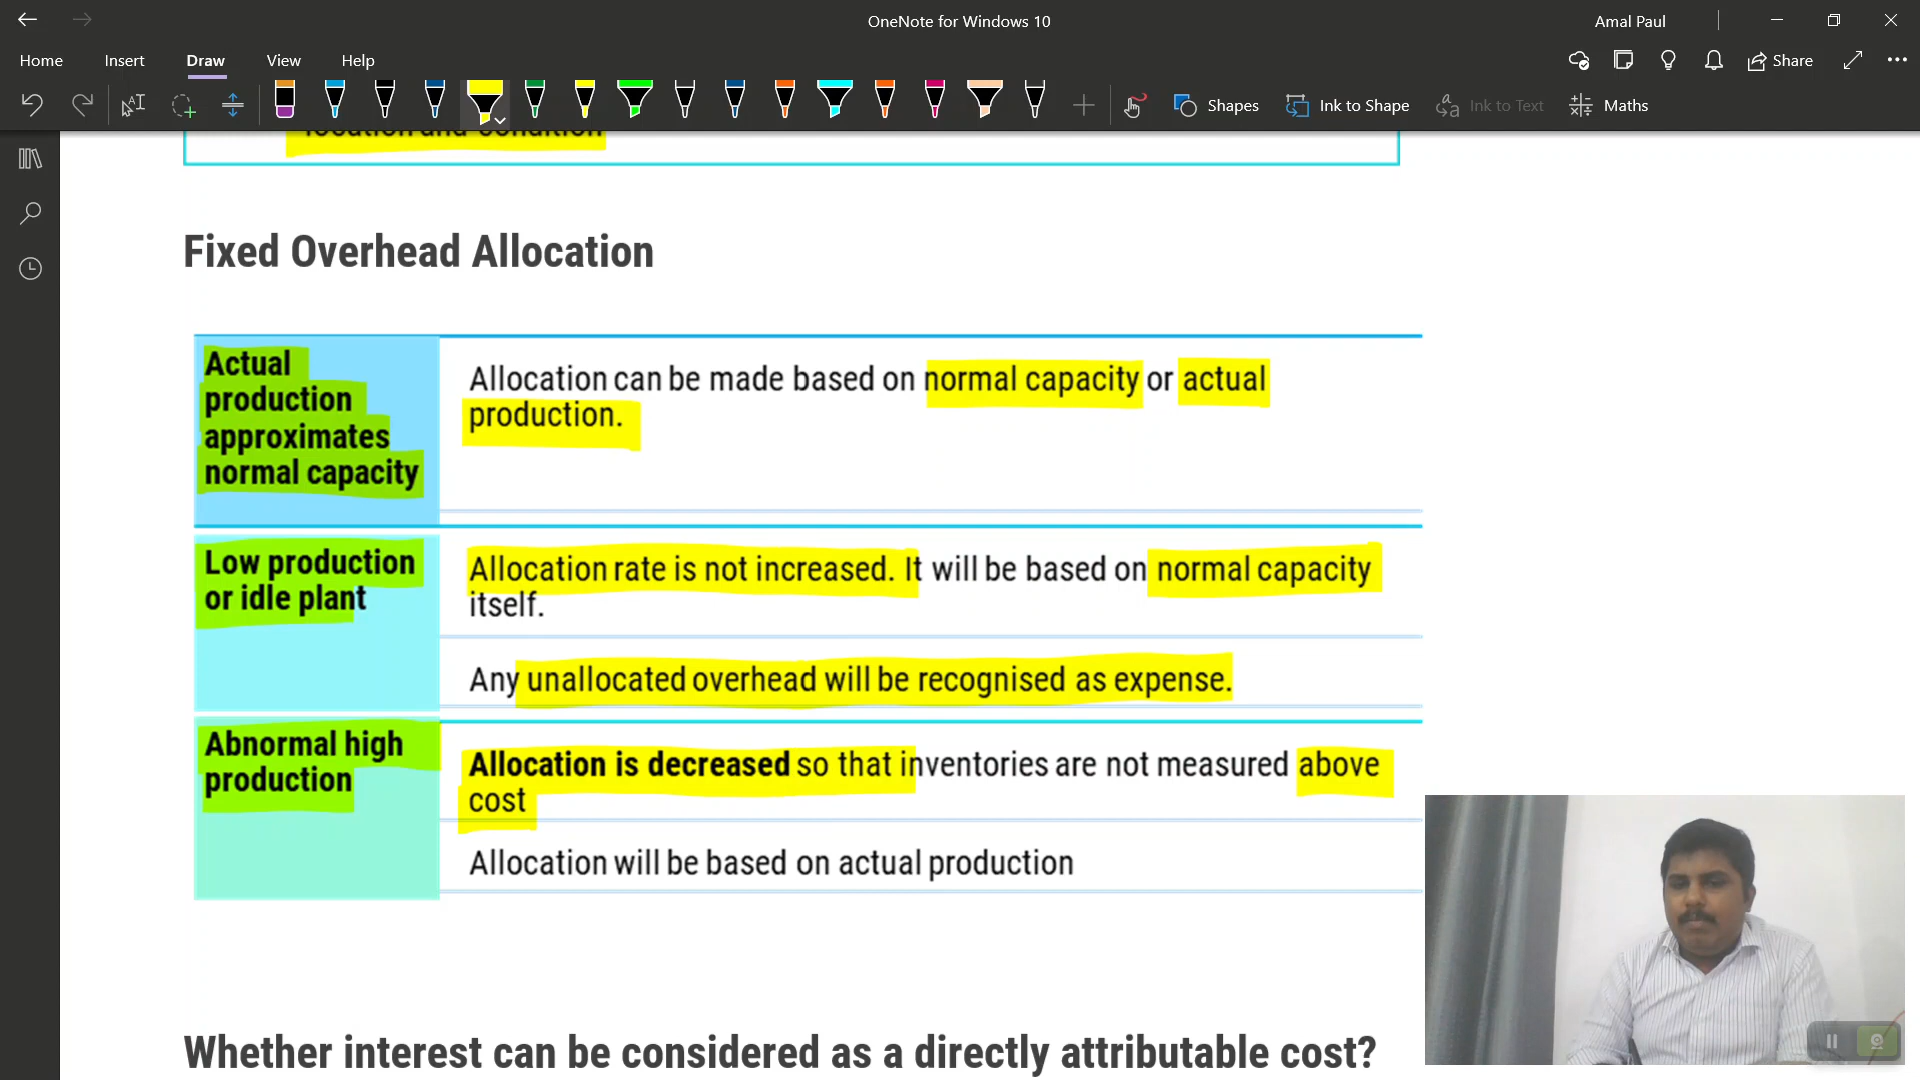 OneNote for Windows 10
Amal Paul
Home Insert Draw View Help
Share
Shapes
Ink to Shape
Ink to Text
Maths
location and condition
Fixed Overhead Allocation
Actual
production
approximates
normal capacity
Allocation can be made based on normal capacity or actual
production.
Low production
or idle plant
Allocation rate is not increased. It will be based on normal capacity
itself.
Any unallocated overhead will be recognised as expense.
Abnormal high
production
Allocation is decreased so that inventories are not measured above
cost
Allocation will be based on actual production
Whether interest can be considered as a directly attributable cost?